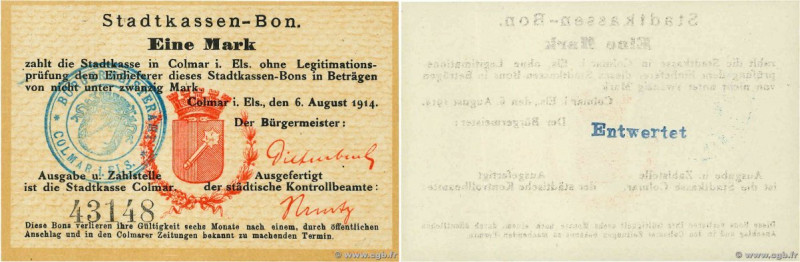 Stadtkassen-Bon.
Eine Mark
zahlt die Stadtkasse in Colmar i. Els. ohne Legitimations-
prüfung dem Einlieferer dieses Stadtkassen-Bons in Beträgen
von nicht unter zwanzig Mark
Colmar i. Els., den 6. August 1914.
Der Bürgermeister:
COLMAR I. ELS.
Ausgabe u. Zahlstelle
ist die Stadtkasse Colmar.
Ausgefertigt
der städtische Kontrollbeamte:
43148
Diese Bons verlieren ihre Gültigkeit sechs Monate nach einem, durch öffentlichen
Anschlag und in den Colmarer Zeitungen bekannt zu machenden Termin.
Entwertet
www.cgb.fr